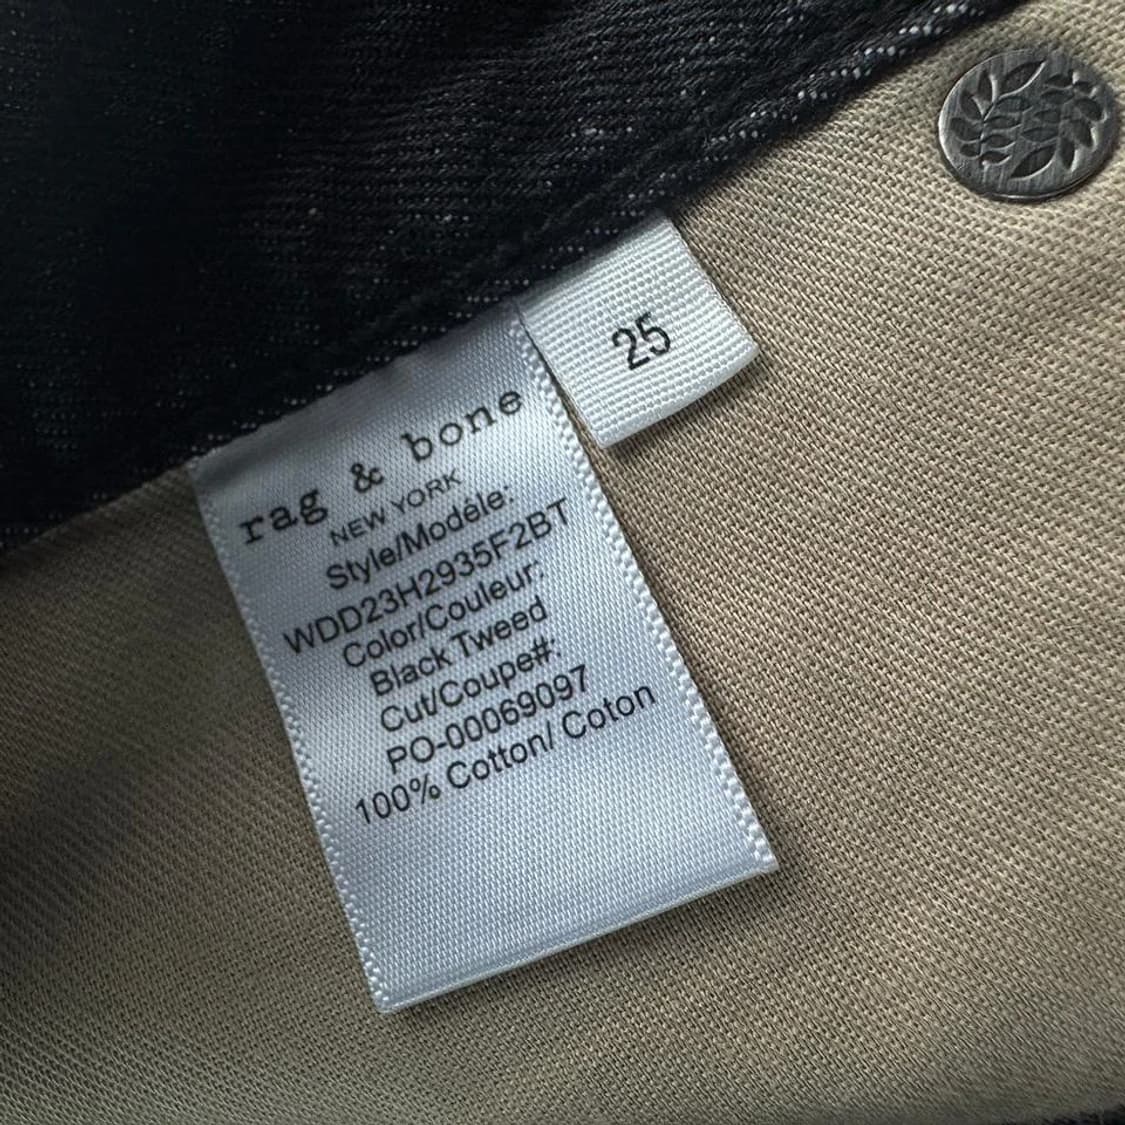 25
rag & bone
NEW YORK
Style/Modéle:
WDD23H2935F2BT
Color/Couleur:
Black Tweed
Cut/Coupe#:
PO-00069097
100% Cotton/ Coton